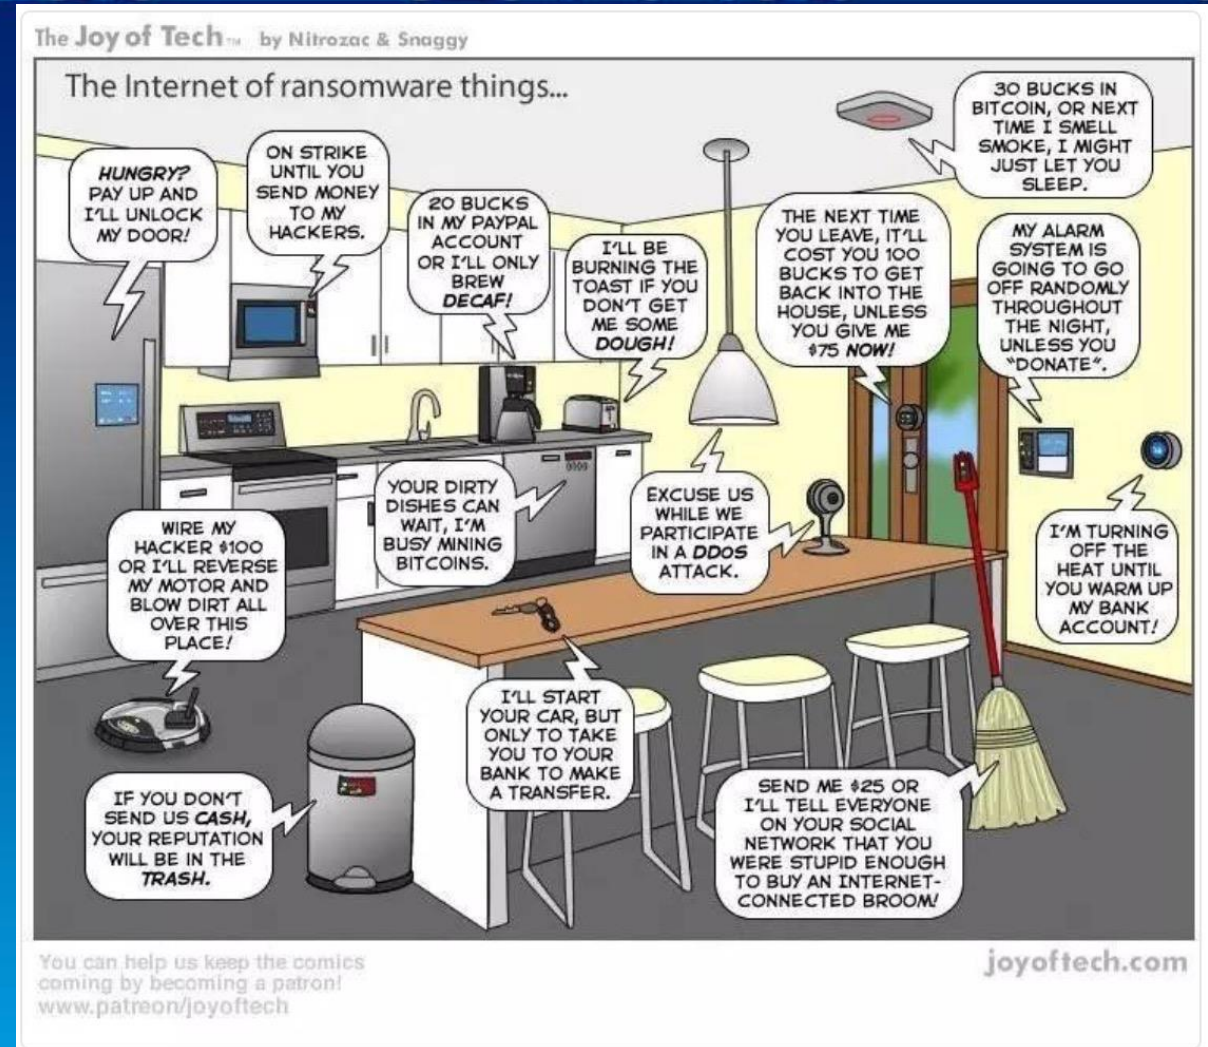 The Joy of Tech™ by Nitrozac & Snaggy
The Internet of ransomware things...
HUNGRY?
PAY UP AND
I'LL UNLOCK
MY DOOR!
ON STRIKE
UNTIL YOU
SEND MONEY
TO MY
HACKERS.
20 BUCKS
IN MY PAYPAL
ACCOUNT
OR I'LL ONLY
BREW
DECAF!
I'LL BE
BURNING THE
TOAST IF YOU
DON'T GET
ME SOME
DOUGH!
THE NEXT TIME
YOU LEAVE, IT'LL
COST YOU 100
BUCKS TO GET
BACK INTO THE
HOUSE, UNLESS
YOU GIVE ME
$75 NOW!
30 BUCKS IN
BITCOIN, OR NEXT
TIME I SMELL
SMOKE, I MIGHT
JUST LET YOU
SLEEP.
MY ALARM
SYSTEM IS
GOING TO GO
OFF RANDOMLY
THROUGHOUT
THE NIGHT,
UNLESS YOU
"DONATE".
WIRE MY
HACKER $100
OR I'LL REVERSE
MY MOTOR AND
BLOW DIRT ALL
OVER THIS
PLACE!
YOUR DIRTY
DISHES CAN
WAIT, I'M
BUSY MINING
BITCOINS.
EXCUSE US
WHILE WE
PARTICIPATE
IN A DDOS
ATTACK.
I'M TURNING
OFF THE
HEAT UNTIL
YOU WARM UP
MY BANK
ACCOUNT!
IF YOU DON'T
SEND US CASH,
YOUR REPUTATION
WILL BE IN THE
TRASH.
I'LL START
YOUR CAR, BUT
ONLY TO TAKE
YOU TO YOUR
BANK TO MAKE
A TRANSFER.
SEND ME $25 OR
I'LL TELL EVERYONE
ON YOUR SOCIAL
NETWORK THAT YOU
WERE STUPID ENOUGH
TO BUY AN INTERNET-
CONNECTED BROOM!
You can help us keep the comics
coming by becoming a patron!
www.patreon/joyoftech
joyoftech.com